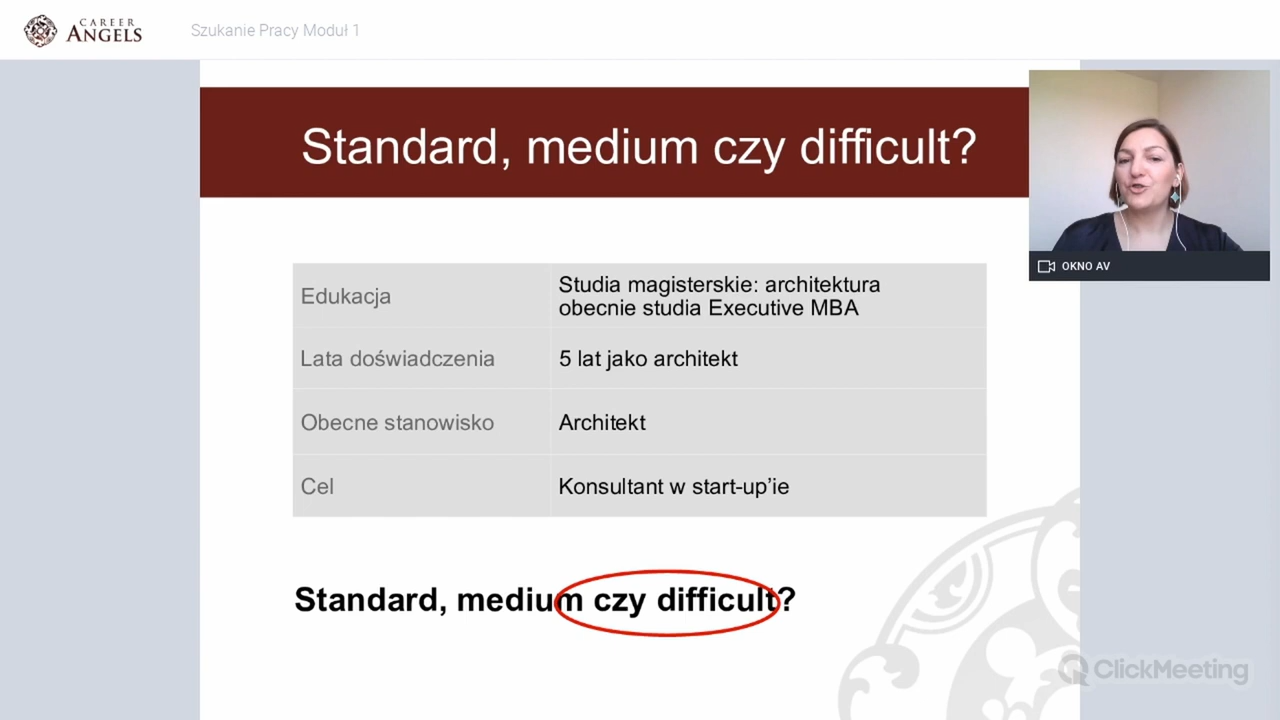 CAREER
ANGELS
Szukanie Pracy Moduł 1
Standard, medium czy difficult?
OKNO AV
Edukacja
Studia magisterskie: architektura
obecnie studia Executive MBA
Lata doświadczenia
5 lat jako architekt
Obecne stanowisko
Architekt
Cel
Konsultant w start-up’ie
Standard, medium czy difficult?
ClickMeeting